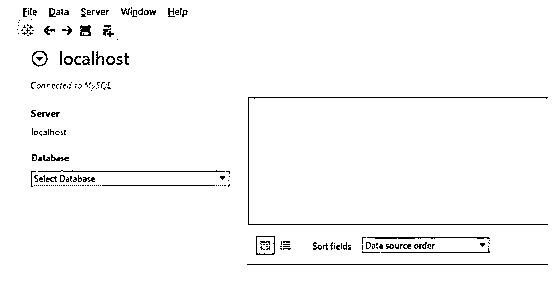 File Data Server Window Help
localhost
Connected to MySQL
Server
localhost
Database
Select Database
Sort fields Data source order